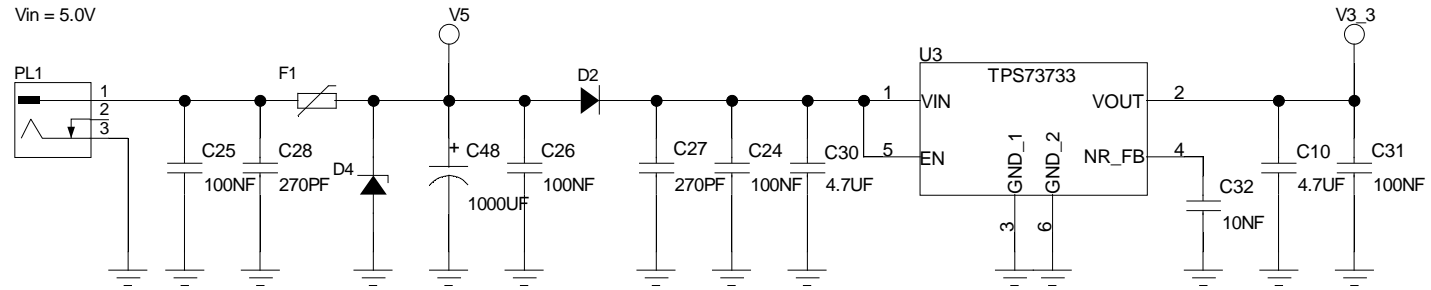 Vin = 5.0V
V5
V3_3
PL1
1
2
3
F1
D2
U3
TPS73733
1
VIN
VOUT
2
5
EN
NR_FB
4
GND_1
GND_2
3
6
C25
100NF
C28
270PF
D4
+
C48
1000UF
C26
100NF
C27
270PF
C24
100NF
C30
4.7UF
C32
10NF
C10
4.7UF
C31
100NF